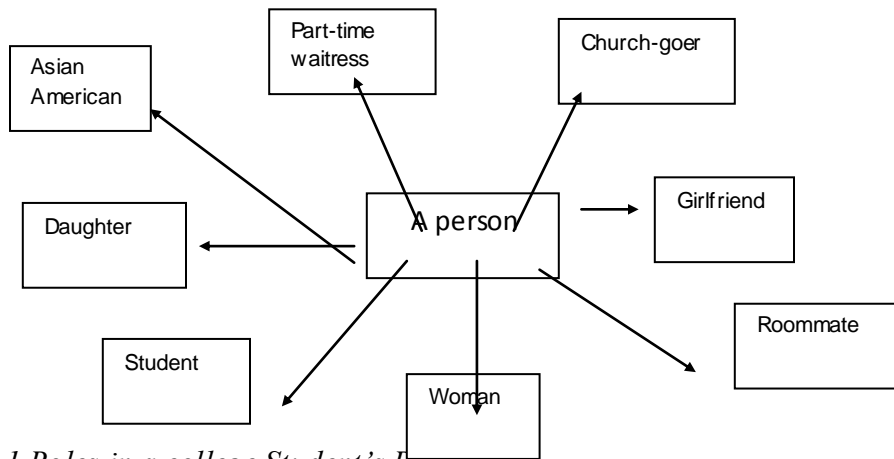 Part-time
waitress
Church-goer
Asian
American
A person
Girlfriend
Daughter
Roommate
Student
Woman
1 Roles in a college Student's